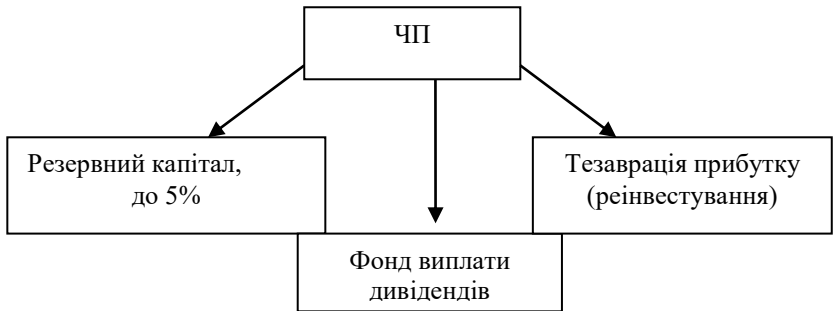 ЧП
Резервний капітал,
до 5%
Тезаврація прибутку
(реінвестування)
Фонд виплати
дивідендів